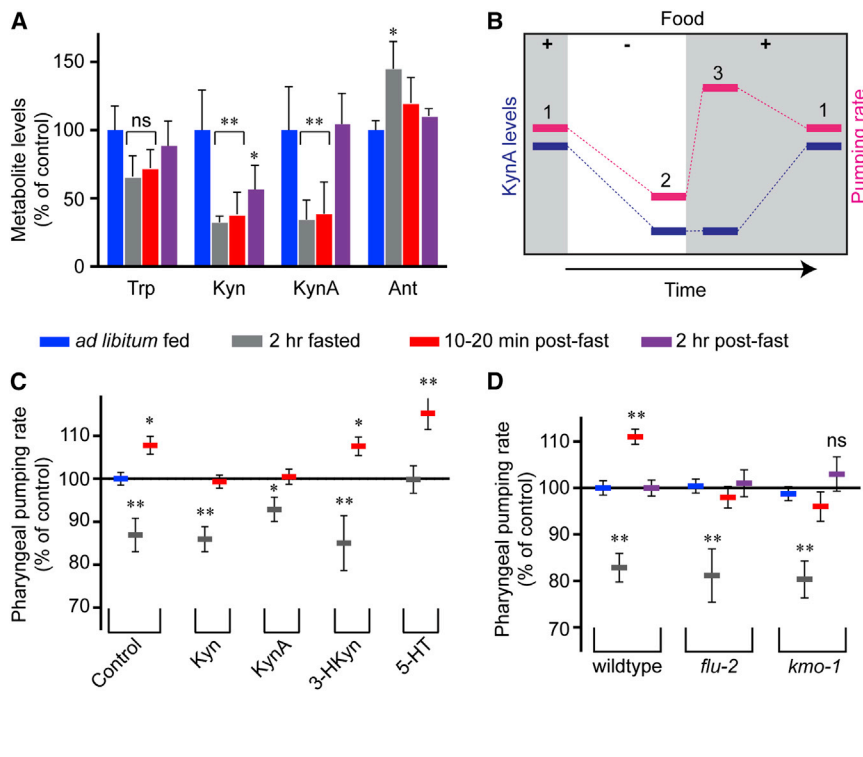 A
Metabolite levels
(% of control)
150
100
50
0
ns
**
*
**
*
Trp
Kyn
KynA
Ant
B
Food
+
-
+
KynA levels
Pumping rate
1
2
3
1
Time
ad libitum fed
2 hr fasted
10-20 min post-fast
2 hr post-fast
C
Pharyngeal pumping rate
(% of control)
110
100
90
80
70
*
**
**
*
*
**
**
Control
Kyn
KynA
3-HKyn
5-HT
D
Pharyngeal pumping rate
(% of control)
110
100
90
80
70
**
**
**
**
ns
wildtype
flu-2
kmo-1